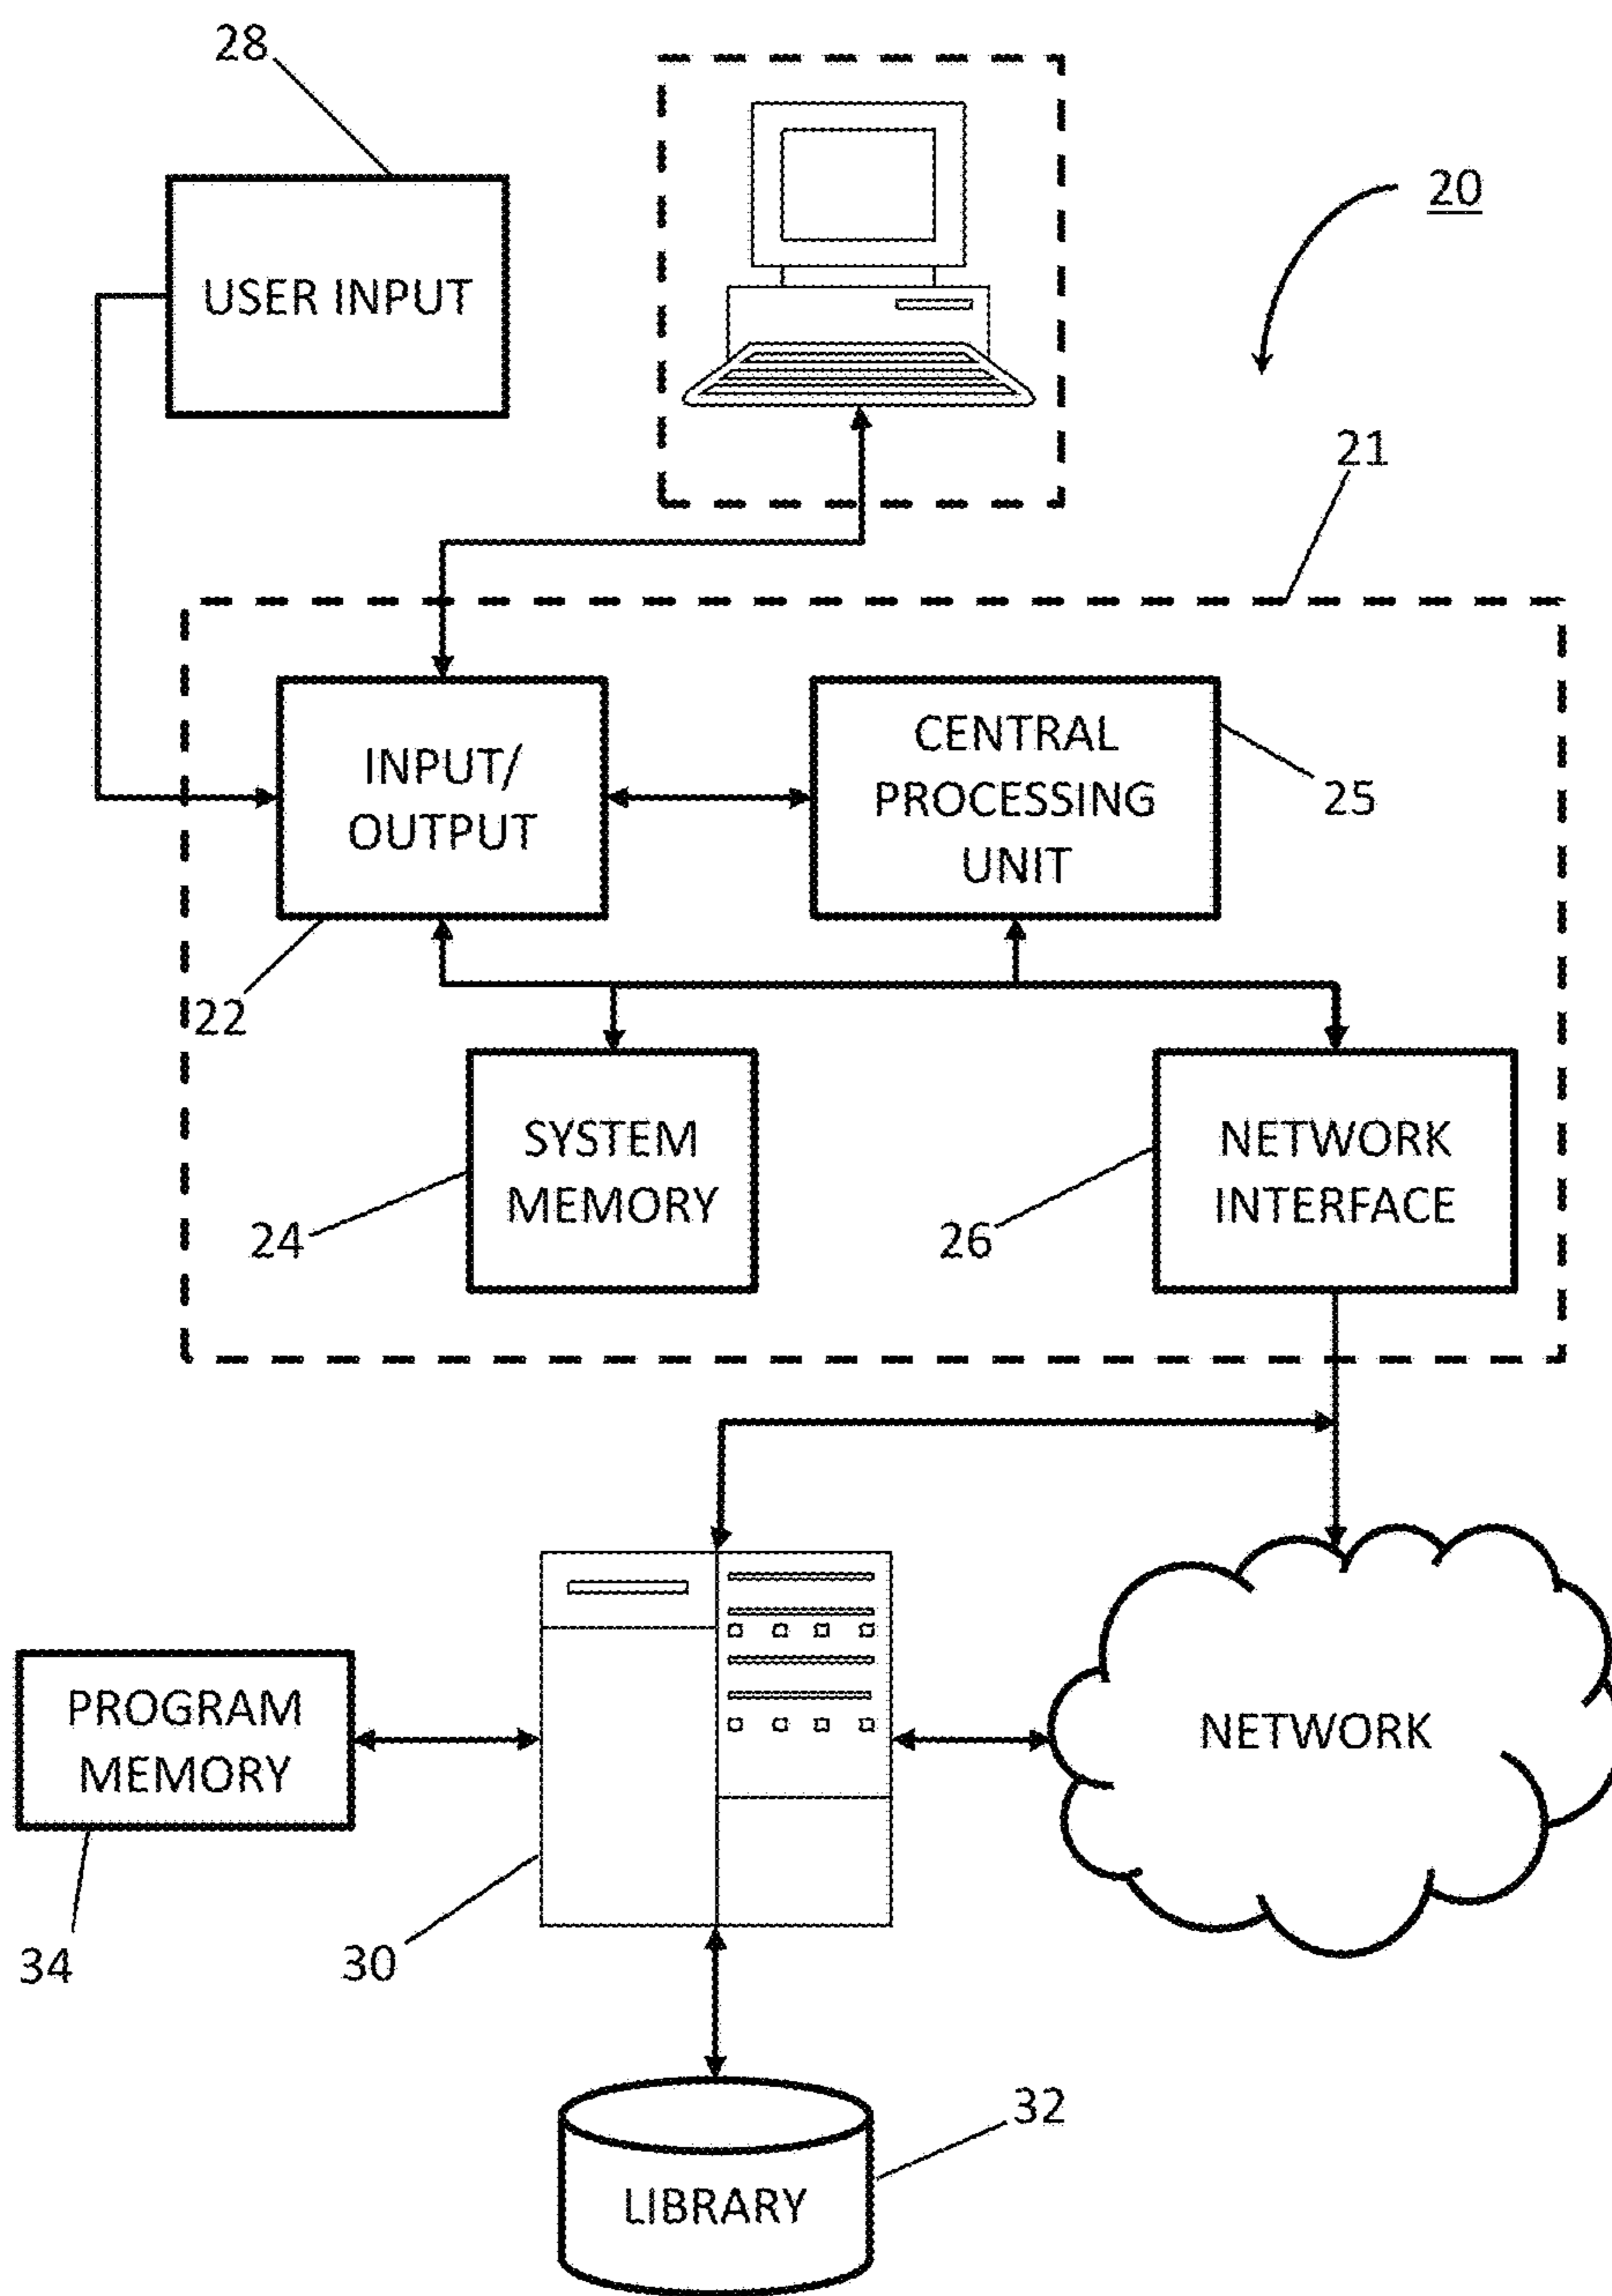 28
20
USER INPUT
21
INPUT/
OUTPUT
CENTRAL
PROCESSING
UNIT
25
22
SYSTEM
MEMORY
24
NETWORK
INTERFACE
26
PROGRAM
MEMORY
NETWORK
34
30
32
LIBRARY